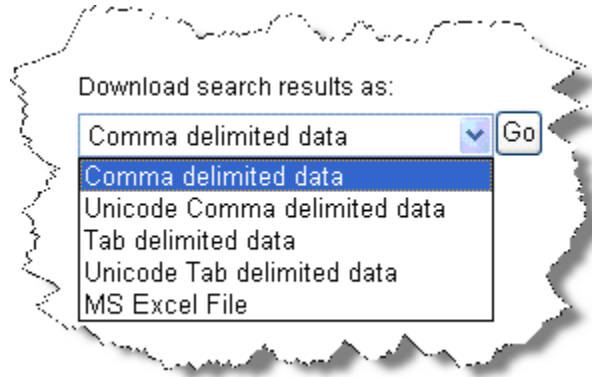 Download search results as:
Comma delimited data Go
Comma delimited data
Unicode Comma delimited data
Tab delimited data
Unicode Tab delimited data
MS Excel File